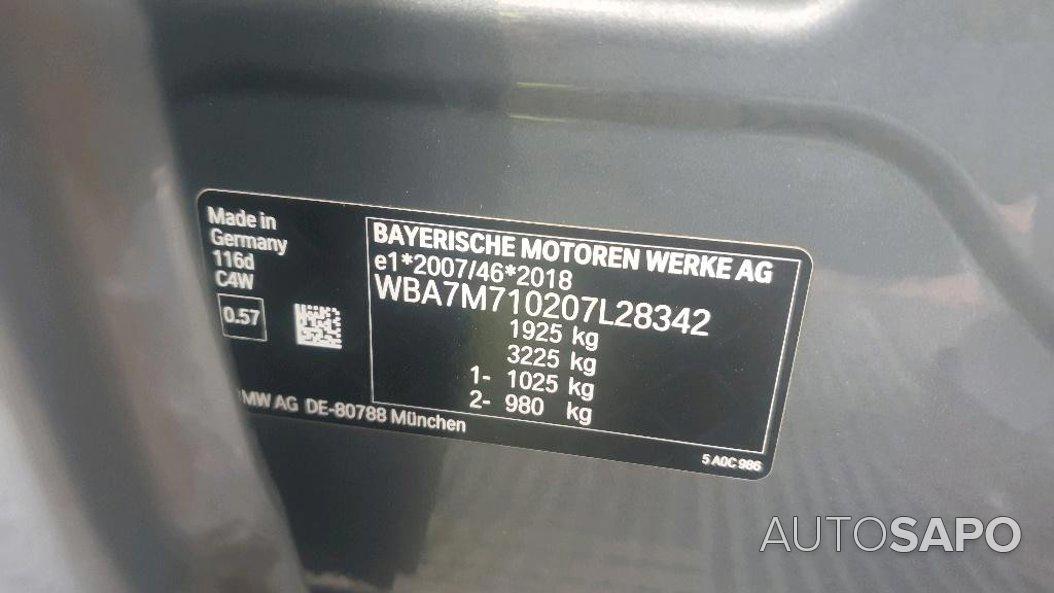 Made in
Germany
116d
C4W
0.57
BAYERISCHE MOTOREN WERKE AG
e1*2007/46*2018
WBA7M710207L28342
1925 kg
3225 kg
1- 1025 kg
2- 980 kg
AG DE-80788 München
5 A0C 986
AUTOSAPO